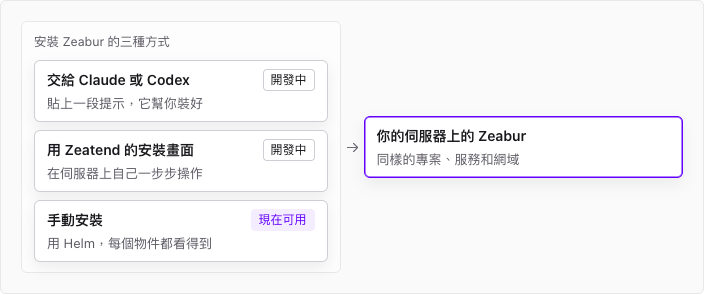 安裝 Zeabur 的三種方式
交給 Claude 或 Codex
開發中
貼上一段提示，它幫你裝好
用 Zeatend 的安裝畫面
開發中
在伺服器上自己一步步操作
手動安裝
現在可用
用 Helm，每個物件都看得到
→
你的伺服器上的 Zeabur
同樣的專案、服務和網域